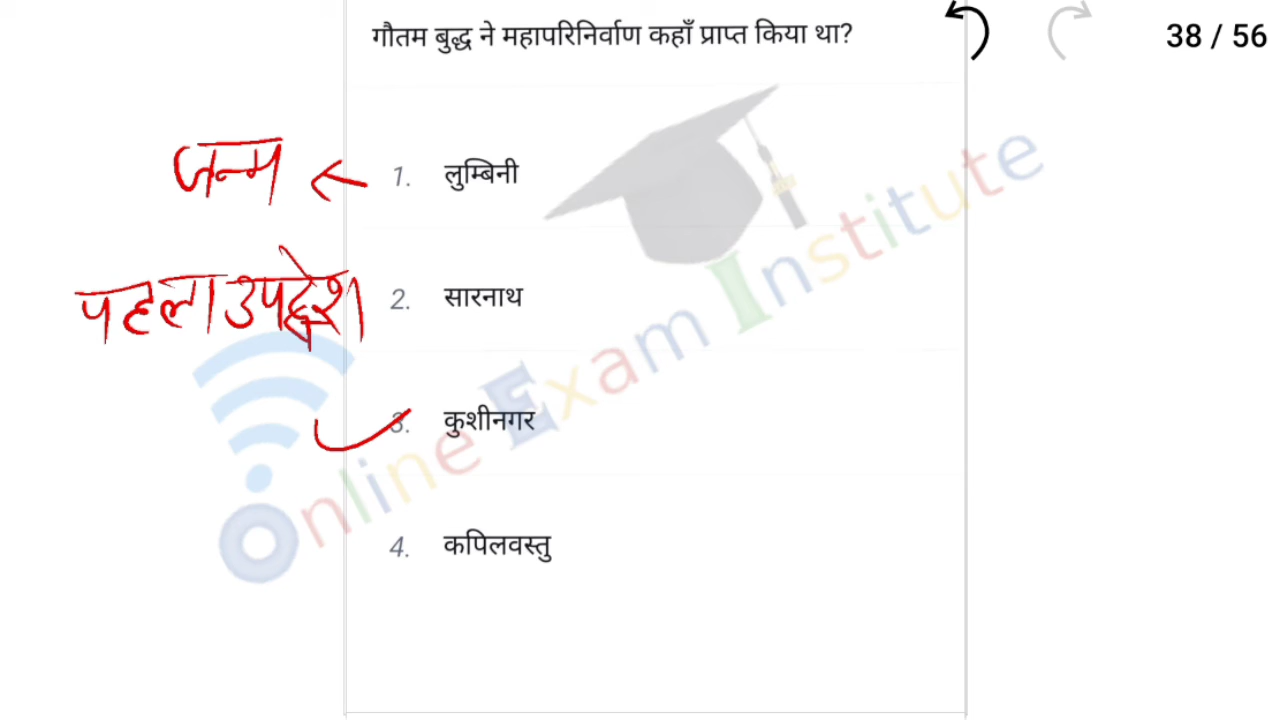 गौतम बुद्ध ने महापरिनिर्वाण कहाँ प्राप्त किया था?
38 / 56
जन्म
1. लुम्बिनी
पहला उपदेश
2. सारनाथ
3. कुशीनगर
4. कपिलवस्तु
Online Exam Institute